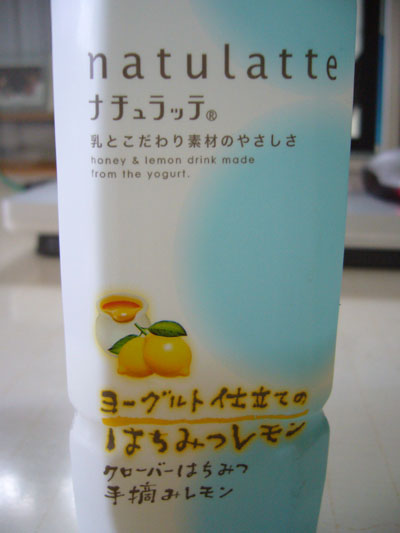 natulatte
ナチュラッテ®
乳とこだわり素材のやさしさ
honey & lemon drink made
from the yogurt.
ヨーグルト仕立ての
はちみつレモン
クローバーはちみつ
手摘みレモン